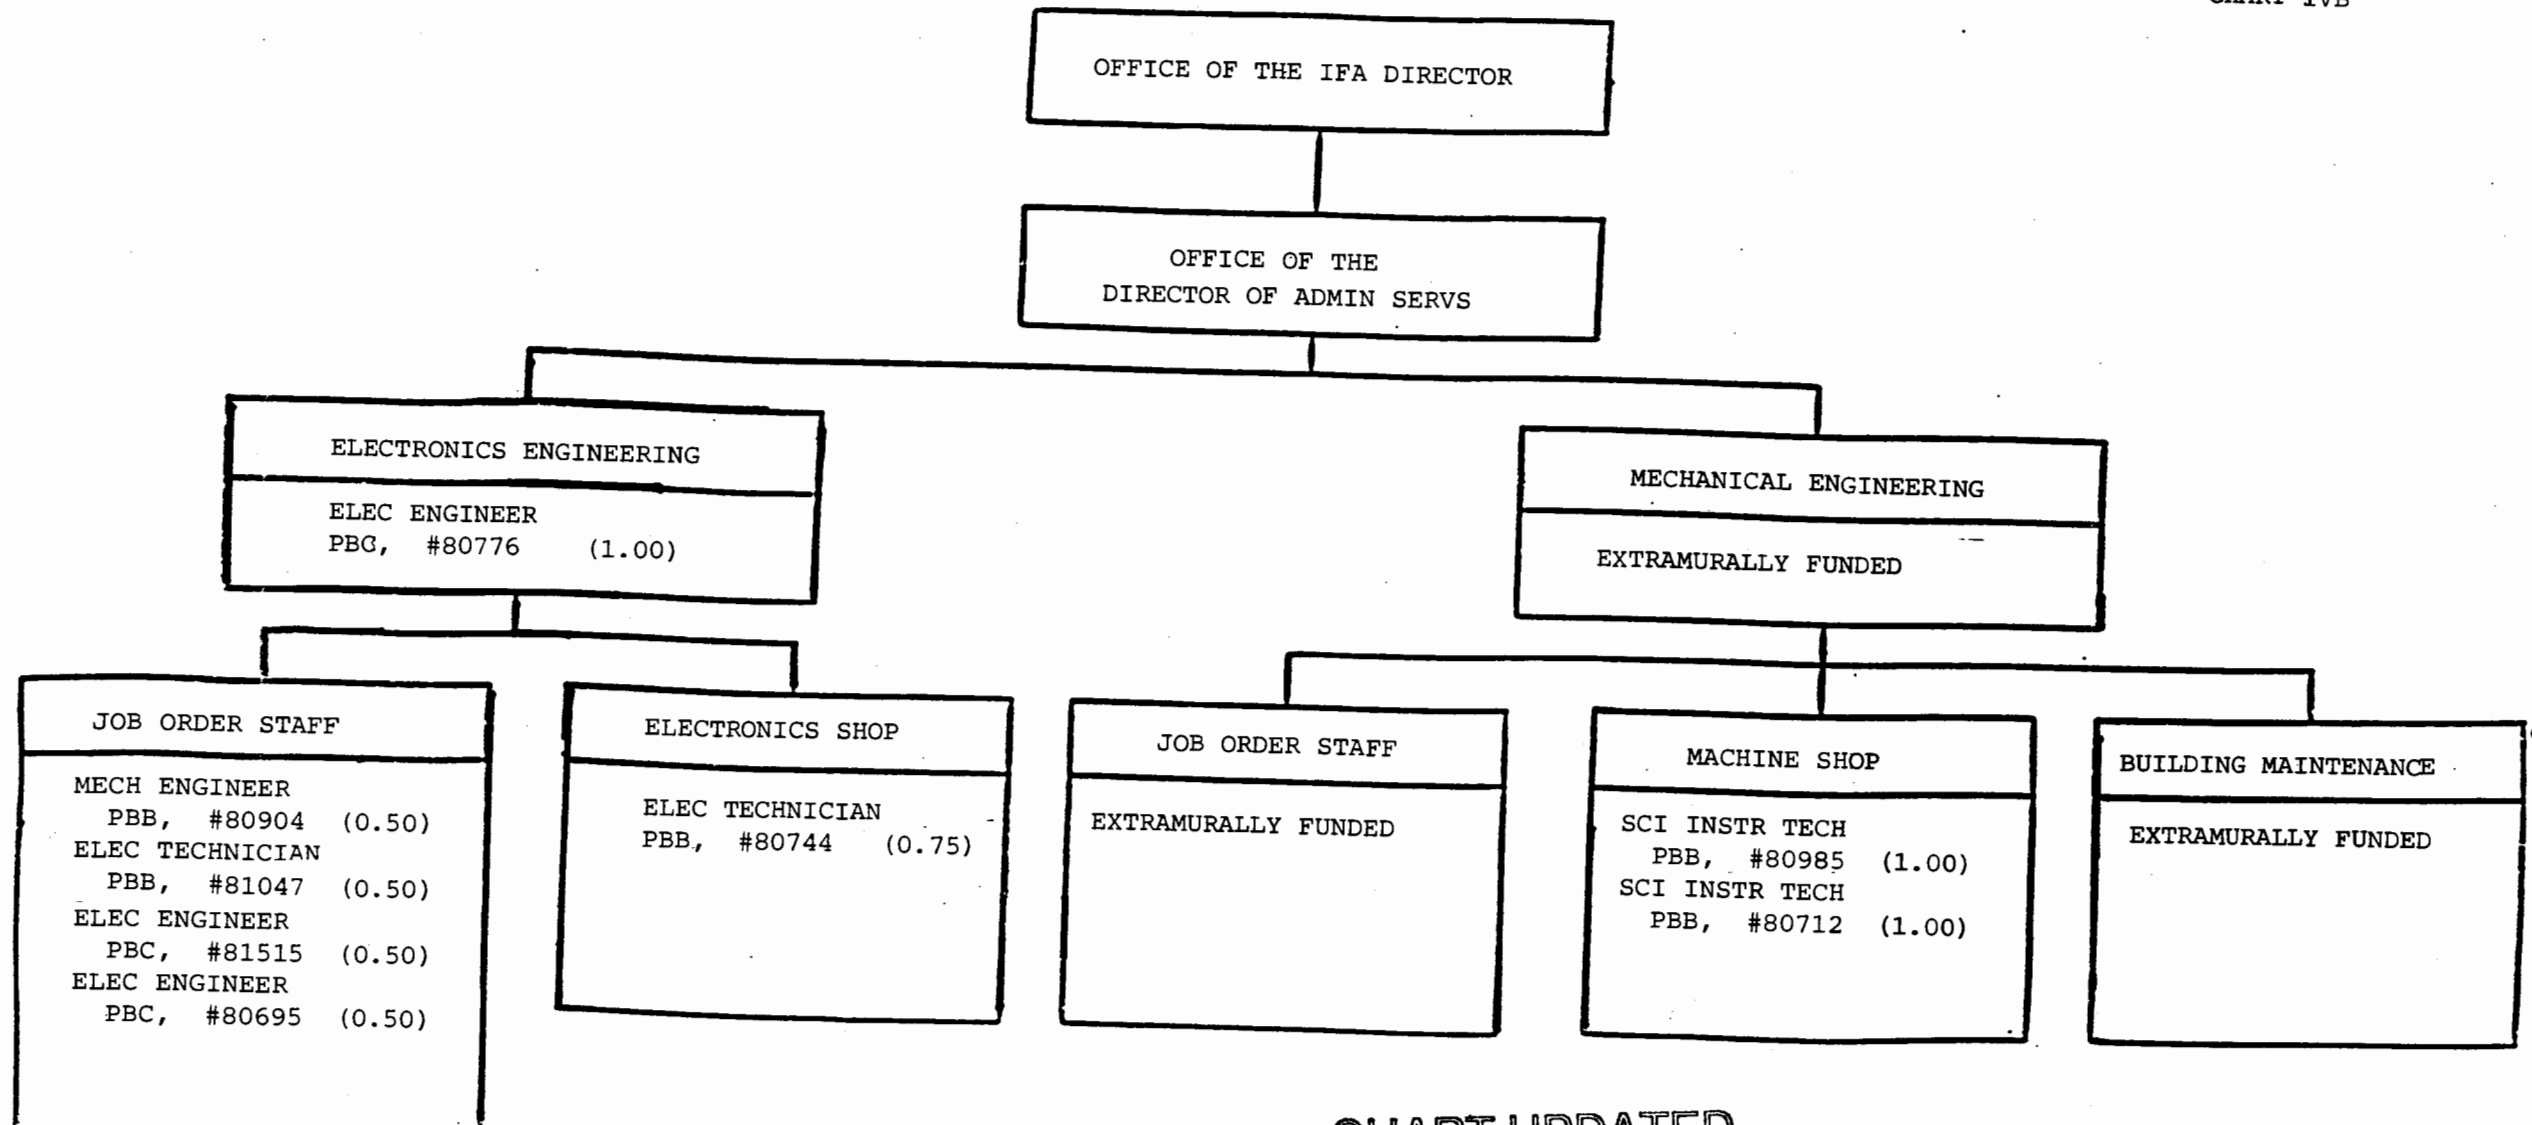 CHART IVB
OFFICE OF THE IFA DIRECTOR
OFFICE OF THE
DIRECTOR OF ADMIN SERVS
ELECTRONICS ENGINEERING
ELEC ENGINEER
PBC, #80776 (1.00)
MECHANICAL ENGINEERING
EXTRAMURALLY FUNDED
JOB ORDER STAFF
MECH ENGINEER
PBB, #80904 (0.50)
ELEC TECHNICIAN
PBB, #81047 (0.50)
ELEC ENGINEER
PBC, #81515 (0.50)
ELEC ENGINEER
PBC, #80695 (0.50)
ELECTRONICS SHOP
ELEC TECHNICIAN
PBB, #80744 (0.75)
JOB ORDER STAFF
EXTRAMURALLY FUNDED
MACHINE SHOP
SCI INSTR TECH
PBB, #80985 (1.00)
SCI INSTR TECH
PBB, #80712 (1.00)
BUILDING MAINTENANCE
EXTRAMURALLY FUNDED
CHART UPDATED